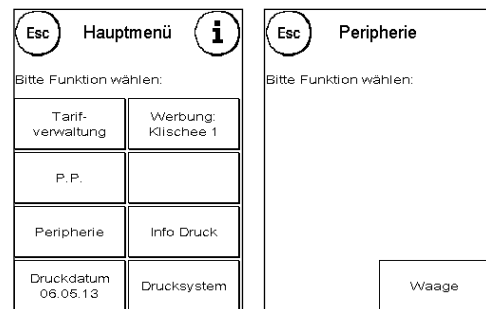 Esc
Hauptmenü
i
Bitte Funktion wählen:
Tarif-
verwaltung
Werbung:
Klischee 1
P.P.
Peripherie
Info Druck
Druckdatum
06.05.13
Drucksystem
Esc
Peripherie
Bitte Funktion wählen:
Waage